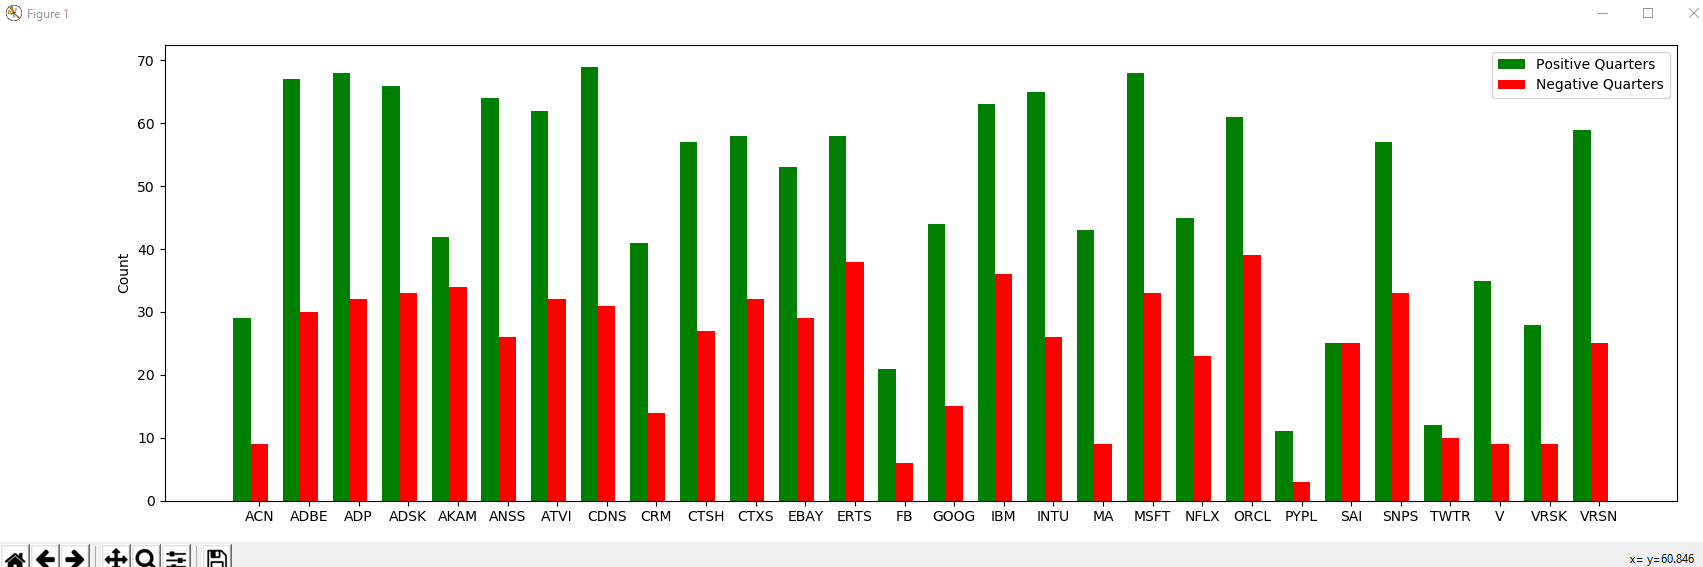 Figure 1
Positive Quarters
Negative Quarters
70
60
50
40
30
20
10
0
Count
ACN ADBE ADP ADSK AKAM ANSS ATVI CDNS CRM CTSH CTXS EBAY ERTS FB GOOG IBM INTU MA MSFT NFLX ORCL PYPL SAI SNPS TWTR V VRSK VRSN
x= y=60.846